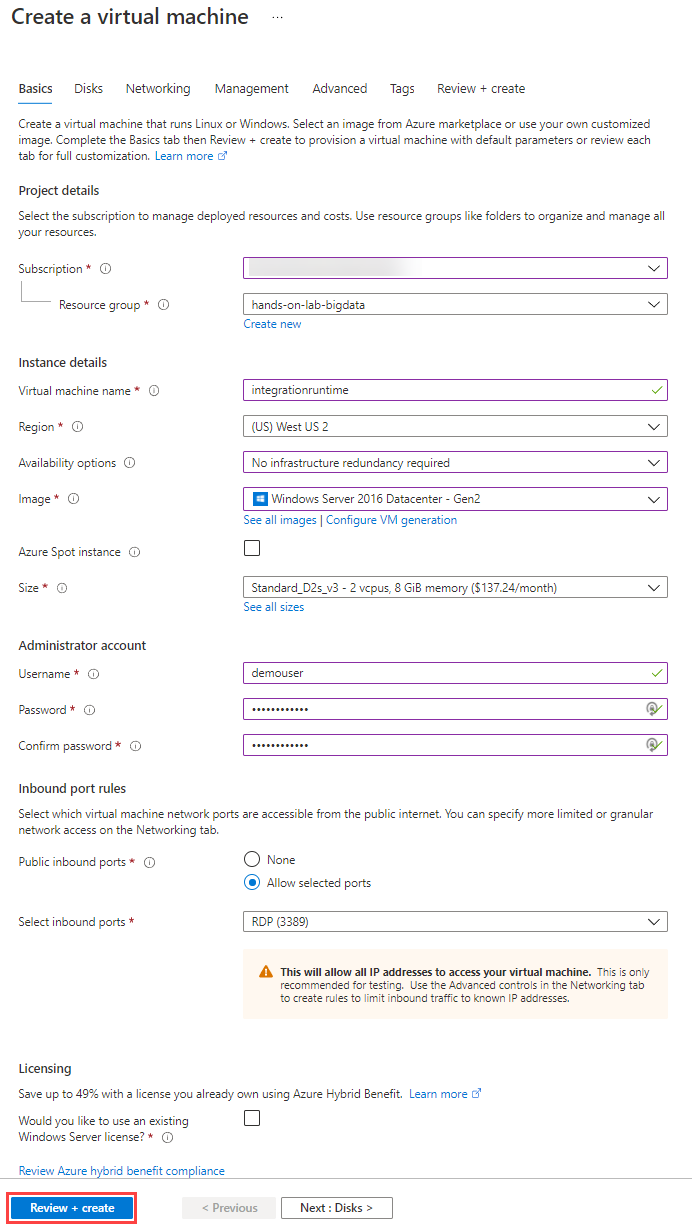 Create a virtual machine ...
Basics Disks Networking Management Advanced Tags Review + create
Create a virtual machine that runs Linux or Windows. Select an image from Azure marketplace or use your own customized
image. Complete the Basics tab then Review + create to provision a virtual machine with default parameters or review each
tab for full customization. Learn more
Project details
Select the subscription to manage deployed resources and costs. Use resource groups like folders to organize and manage all
your resources.
Subscription *
Resource group * hands-on-lab-bigdata
Create new
Instance details
Virtual machine name * integrationruntime
Region * (US) West US 2
Availability options No infrastructure redundancy required
Image * Windows Server 2016 Datacenter - Gen2
See all images | Configure VM generation
Azure Spot instance
Size * Standard_D2s_v3 - 2 vcpus, 8 GiB memory ($137.24/month)
See all sizes
Administrator account
Username * demouser
Password * ••••••••••••
Confirm password * ••••••••••••
Inbound port rules
Select which virtual machine network ports are accessible from the public internet. You can specify more limited or granular
network access on the Networking tab.
Public inbound ports * None
Allow selected ports
Select inbound ports * RDP (3389)
This will allow all IP addresses to access your virtual machine. This is only
recommended for testing. Use the Advanced controls in the Networking tab
to create rules to limit inbound traffic to known IP addresses.
Licensing
Save up to 49% with a license you already own using Azure Hybrid Benefit. Learn more
Would you like to use an existing
Windows Server license? *
Review Azure hybrid benefit compliance
Review + create < Previous Next : Disks >